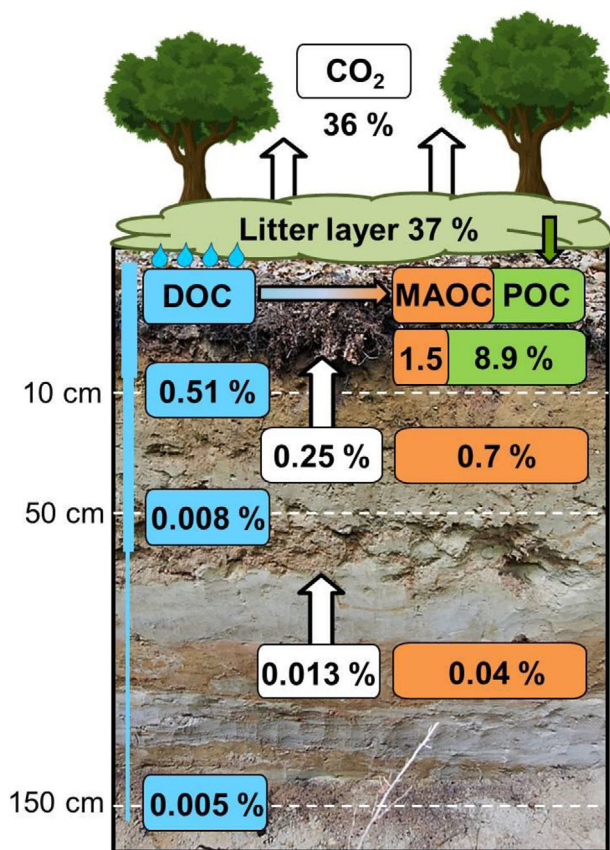 CO₂
36 %
Litter layer 37 %
DOC
MAOC POC
1.5 8.9 %
10 cm
0.51 %
0.25 %
0.7 %
50 cm
0.008 %
0.013 %
0.04 %
150 cm
0.005 %